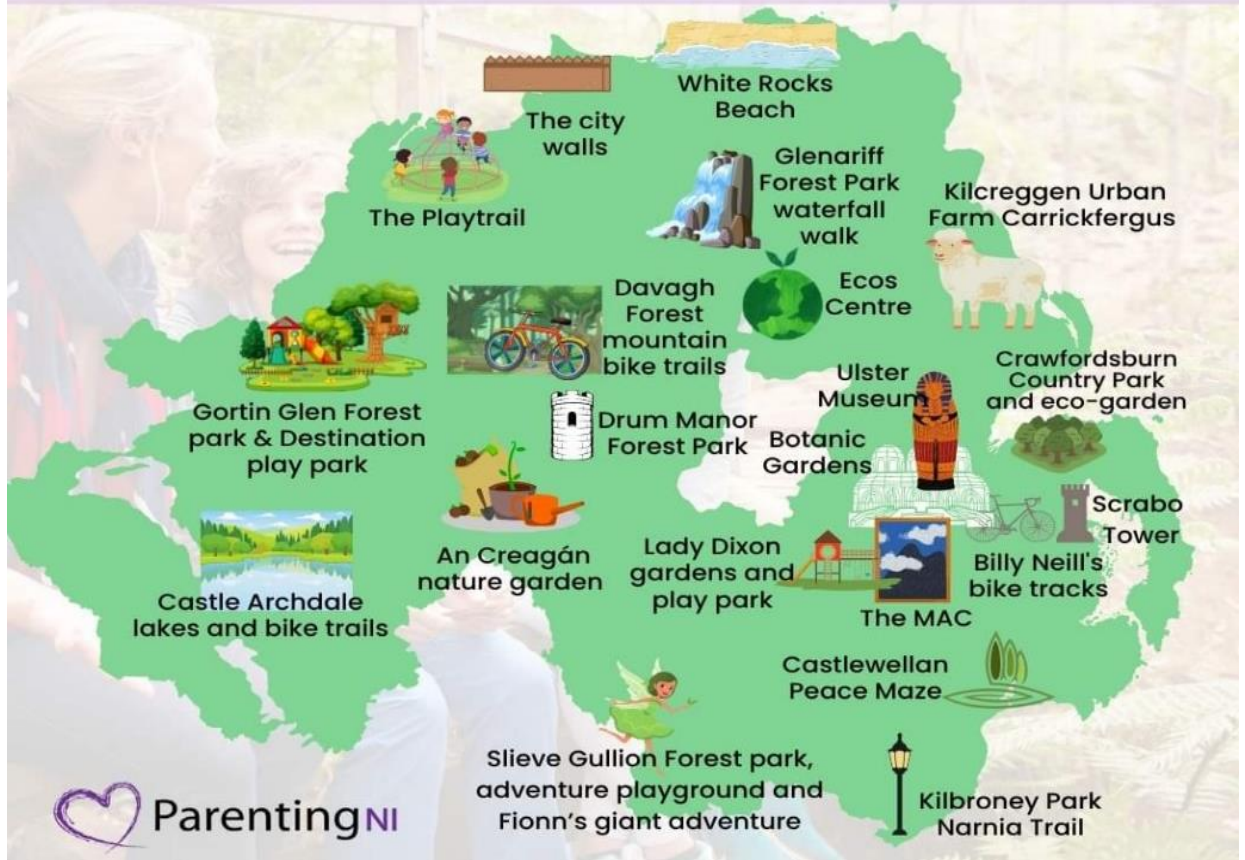 White Rocks
Beach
The city
walls
Glenariff
Forest Park
waterfall
walk
Kilcreggen Urban
Farm Carrickfergus
The Playtrail
Ecos
Centre
Davagh
Forest
mountain
bike trails
Crawfordsburn
Country Park
and eco-garden
Ulster
Museum
Gortin Glen Forest
park & Destination
play park
Drum Manor
Forest Park
Botanic
Gardens
Scrabo
Tower
An Creagán
nature garden
Lady Dixon
gardens and
play park
Billy Neill's
bike tracks
Castle Archdale
lakes and bike trails
The MAC
Castlewellan
Peace Maze
Slieve Gullion Forest park,
adventure playground and
Fionn's giant adventure
Kilbroney Park
Narnia Trail
Parenting NI